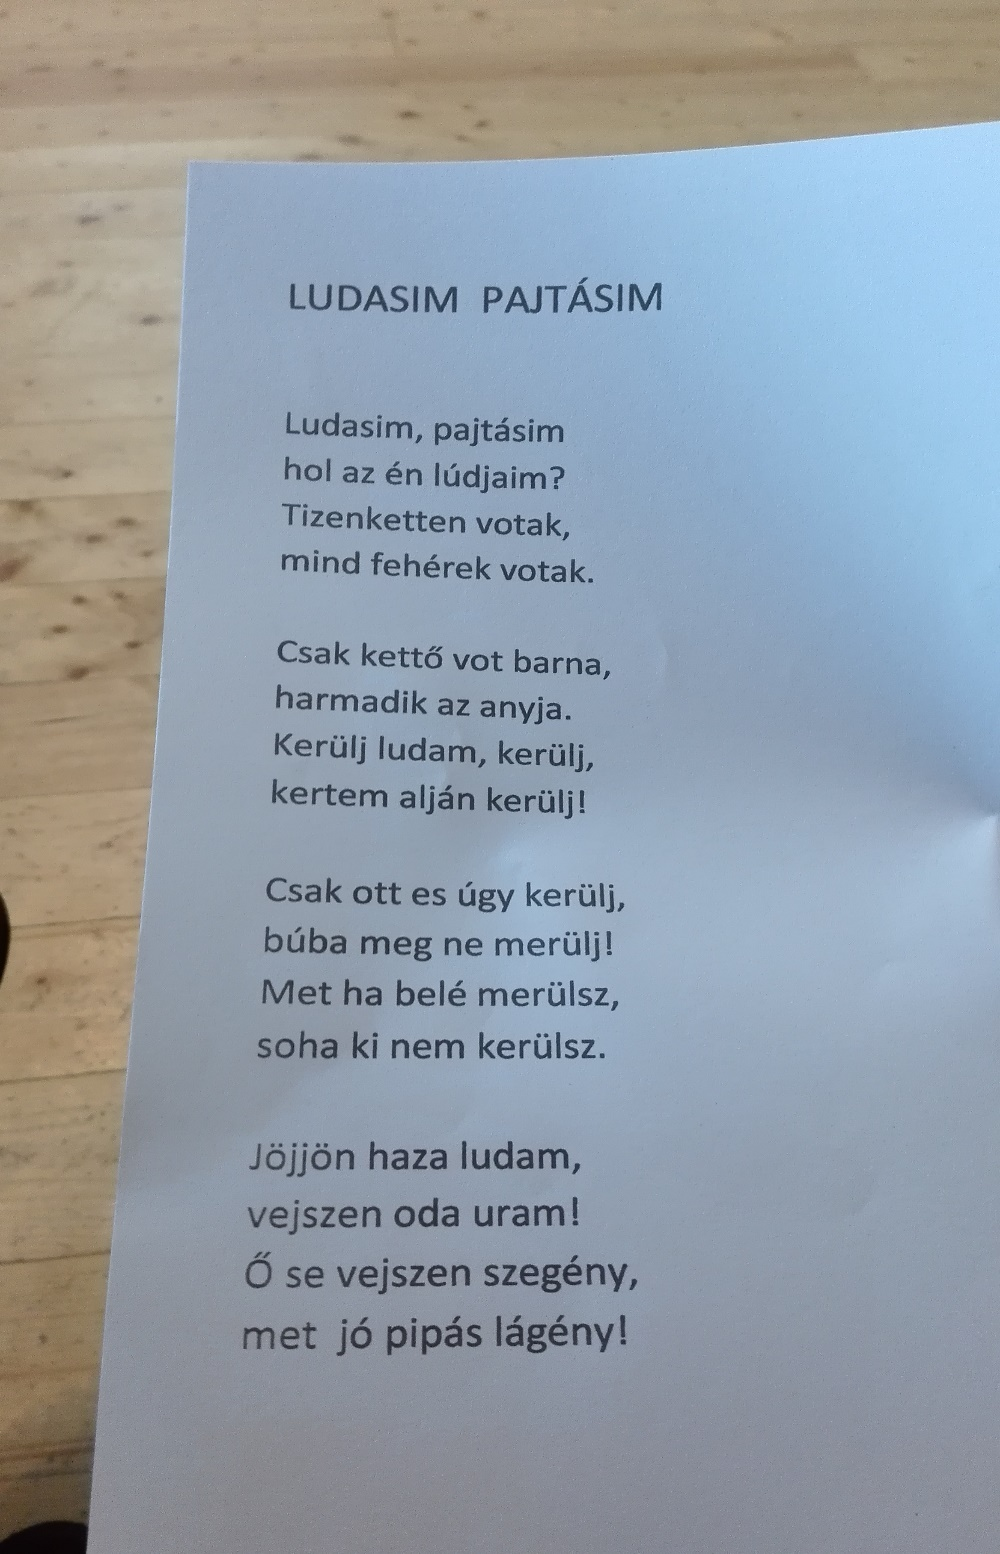 LUDASIM PAJTÁSIM
Ludasim, pajtásim
hol az én lúdjaim?
Tizenketten votak,
mind fehérek votak.
Csak kettő vot barna,
harmadik az anyja.
Kerülj ludam, kerülj,
kertem alján kerülj!
Csak ott es úgy kerülj,
búba meg ne merülj!
Met ha belé merülsz,
soha ki nem kerülsz.
Jöjjön haza ludam,
vejszen oda uram!
Ő se vejszen szegény,
met jó pipás lágény!